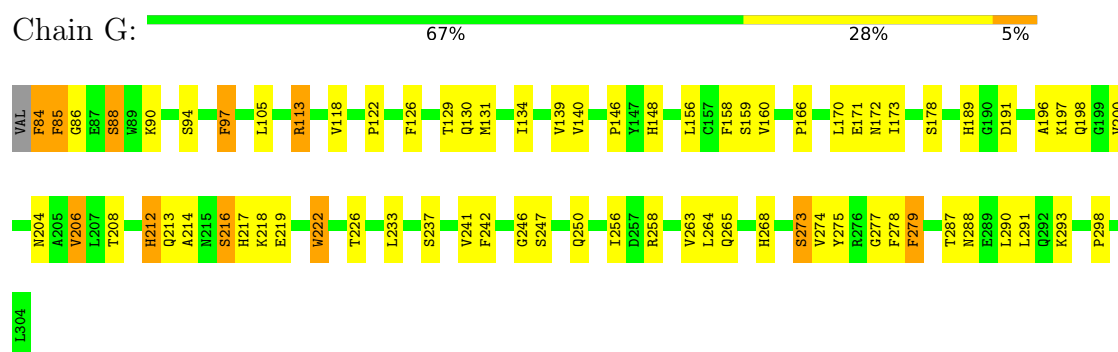 Chain G:
67% 28% 5%
VAL F84 F85 G86 E87 S88 W89 K90 S94 F97 L105 R113 V118 P122 F126 T129 Q130 M131 I134 V139 V140 P146 Y147 H148 L156 C157 F158 S159 V160 P166 L170 E171 N172 I173 S178 H189 G190 D191 A196 K197 Q198 G199
N204 A205 V206 L207 T208 H212 Q213 A214 N215 S216 H217 K218 E219 W222 T226 L233 S237 V241 F242 G246 S247 Q250 I256 D257 R258 V263 L264 Q265 H268 S273 V274 Y275 R276 G277 F278 F279 T287 N288 E289 L290 L291 Q292 K293 P298
L304